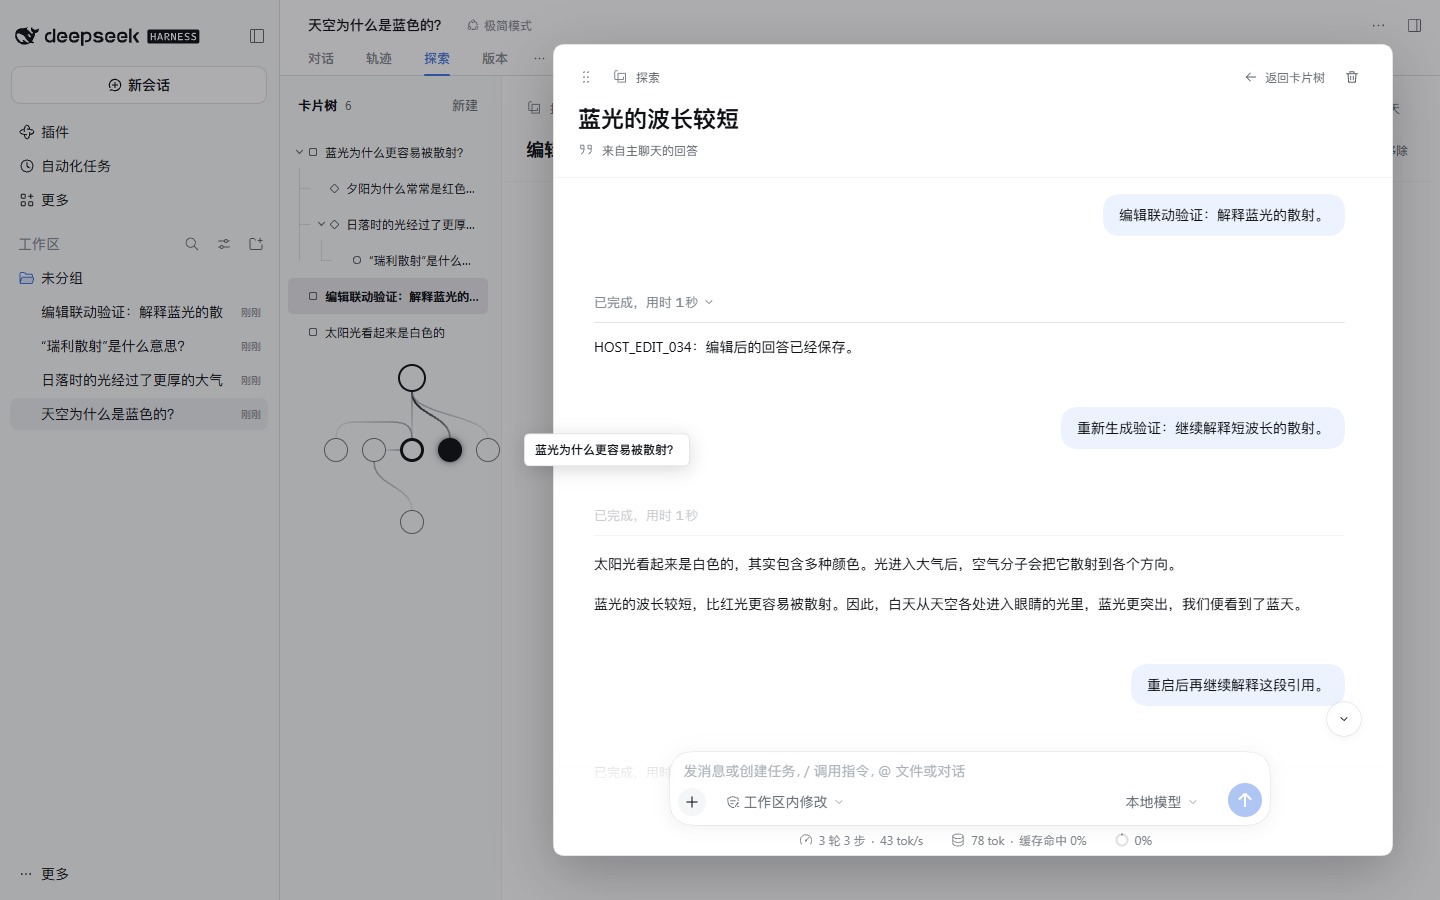 deepseek HARNESS
新会话
插件
自动化任务
更多
工作区
未分组
编辑联动验证：解释蓝光的散 刚刚
“瑞利散射”是什么意思？ 刚刚
日落时的光经过了更厚的大气 刚刚
天空为什么是蓝色的？ 刚刚
更多
天空为什么是蓝色的？ 极简模式
对话 轨迹 探索 版本 ...
卡片树 6 新建
蓝光为什么更容易被散射？
夕阳为什么常常是红色...
日落时的光经过了更厚...
“瑞利散射”是什么...
编辑联动验证：解释蓝光的...
太阳光看起来是白色的
蓝光为什么更容易被散射？
编辑
探索 返回卡片树
蓝光的波长较短
来自主聊天的回答
编辑联动验证：解释蓝光的散射。
已完成，用时 1秒
HOST_EDIT_034：编辑后的回答已经保存。
重新生成验证：继续解释短波长的散射。
已完成，用时 1秒
太阳光看起来是白色的，其实包含多种颜色。光进入大气后，空气分子会把它散射到各个方向。
蓝光的波长较短，比红光更容易被散射。因此，白天从天空各处进入眼睛的光里，蓝光更突出，我们便看到了蓝天。
重启后再继续解释这段引用。
已完成，用时
发消息或创建任务, / 调用指令, @ 文件或对话
工作区内修改 本地模型
3 轮 3 步 · 43 tok/s 78 tok · 缓存命中 0% 0%